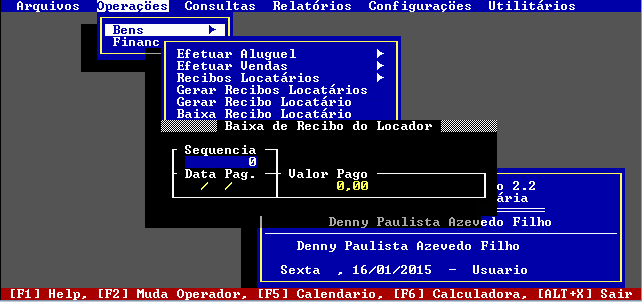 Arquivos Operações Consultas Relatórios Configurações Utilitários
Bens
Financ
Efetuar Aluguel
Efetuar Vendas
Recibos Locatários
Gerar Recibos Locatários
Gerar Recibo Locatário
Baixa Recibo Locatário
Baixa de Recibo do Locador
Sequencia
0
Data Pag. Valor Pago
/ / 0,00
o 2.2
ária
Denny Paulista Azevedo Filho
Denny Paulista Azevedo Filho
Sexta , 16/01/2015 - Usuario
[F1] Help, [F2] Muda Operador, [F5] Calendario, [F6] Calculadora, [ALT+X] Sair